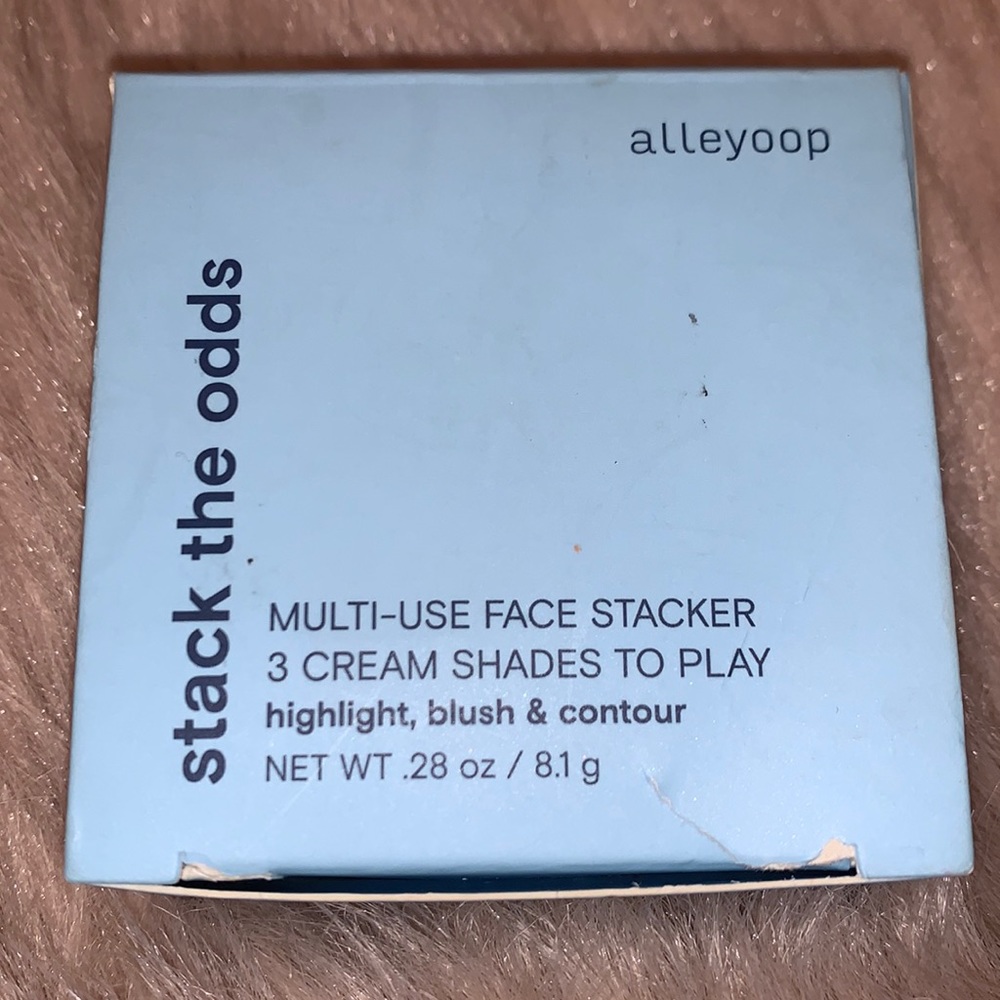 alleyoop
stack the odds
MULTI-USE FACE STACKER
3 CREAM SHADES TO PLAY
highlight, blush & contour
NET WT .28 oz / 8.1 g